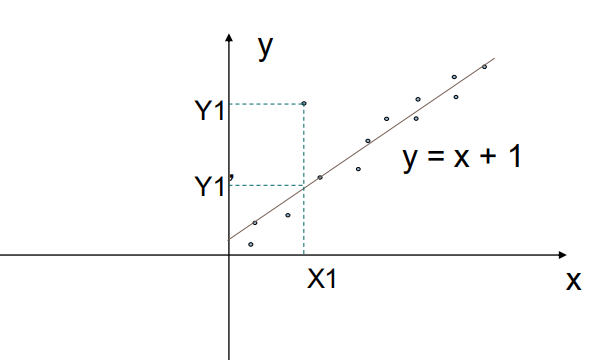 y
Y1
Y1’
y = x + 1
X1
x